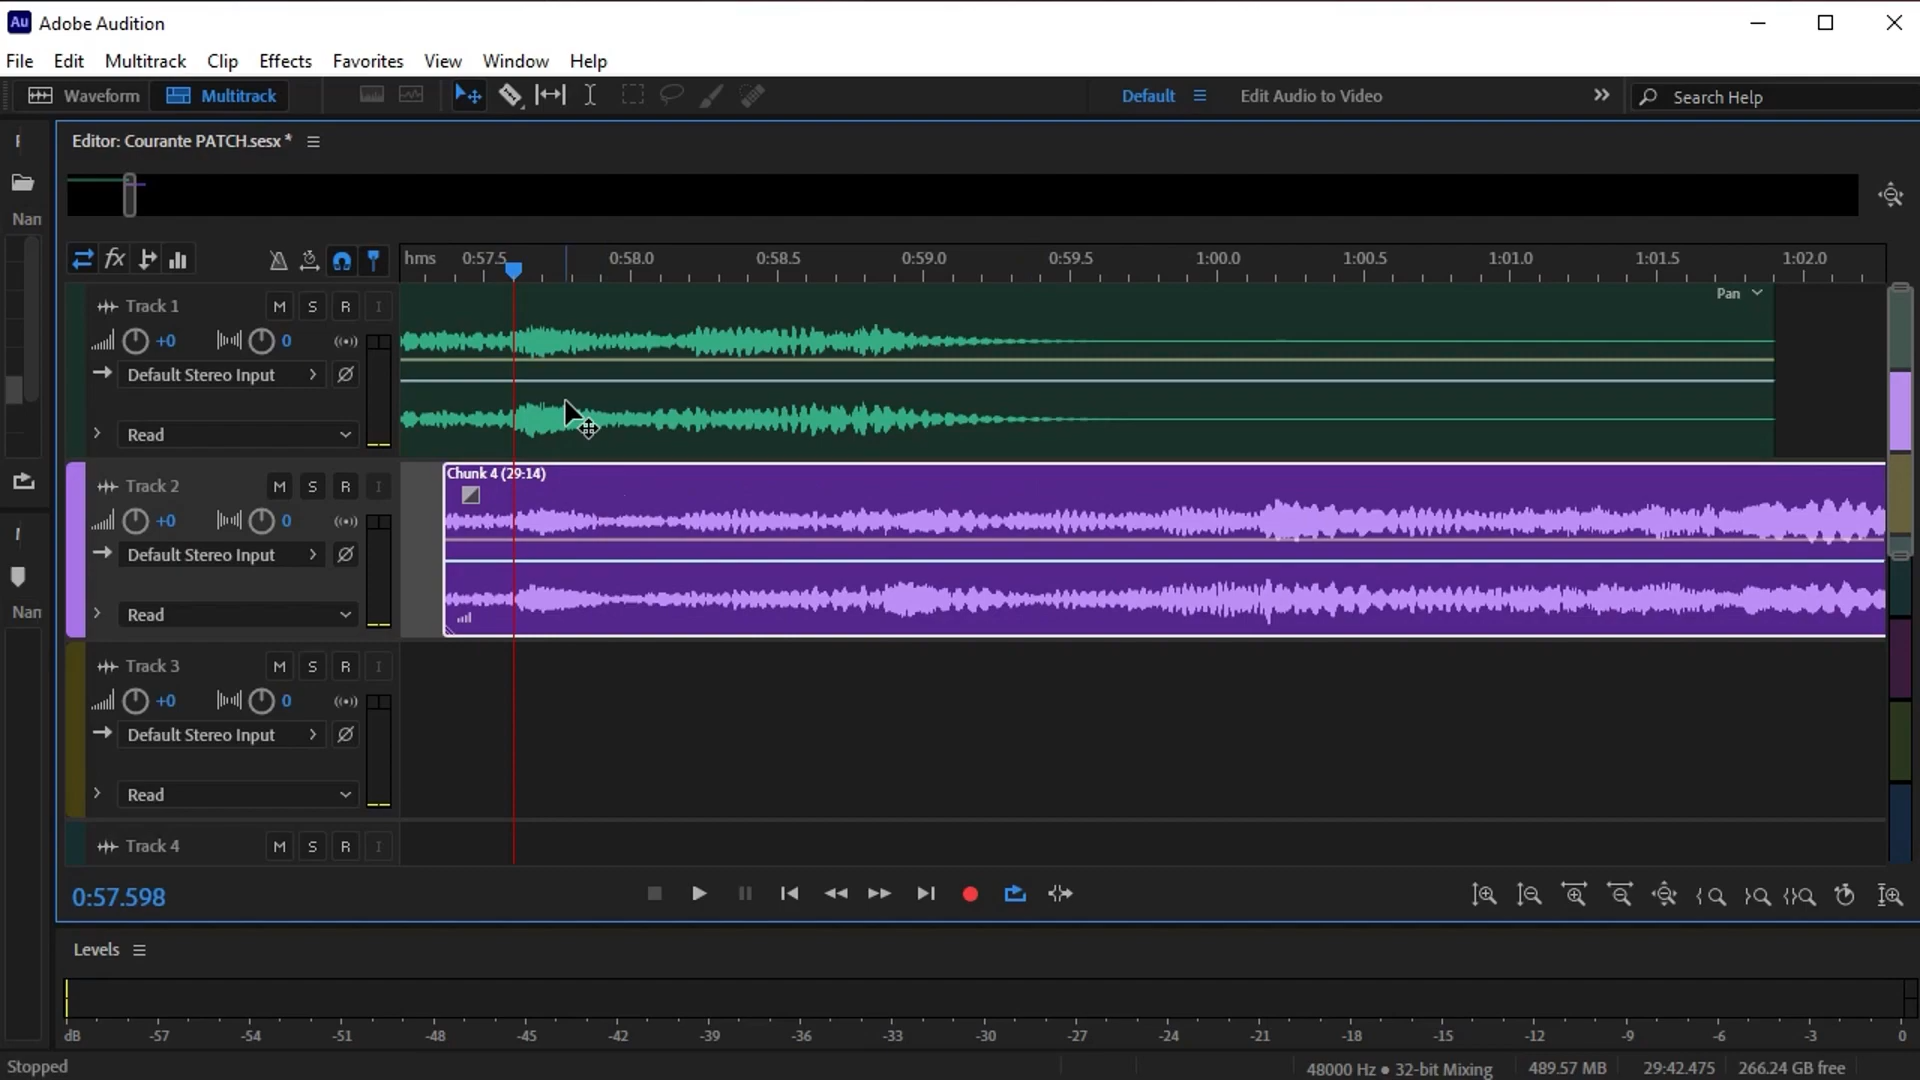 Au Adobe Audition
File Edit Multitrack Clip Effects Favorites View Window Help
Waveform Multitrack Default Edit Audio to Video Search Help
Editor: Courante PATCH.sesx *
Nan
hms 0:57.5 0:58.0 0:58.5 0:59.0 0:59.5 1:00.0 1:00.5 1:01.0 1:01.5 1:02.0
Track 1 M S R I
Pan
+0 0
Default Stereo Input
Read
Track 2 M S R I
Chunk 4 (29:14)
+0 0
Default Stereo Input
Read
Nan
Track 3 M S R I
+0 0
Default Stereo Input
Read
Track 4 M S R I
0:57.598
Levels
dB -57 -54 -51 -48 -45 -42 -39 -36 -33 -30 -27 -24 -21 -18 -15 -12 -9 -6 -3 0
Stopped 48000 Hz ● 32-bit Mixing 489.57 MB 29:42.475 266.24 GB free